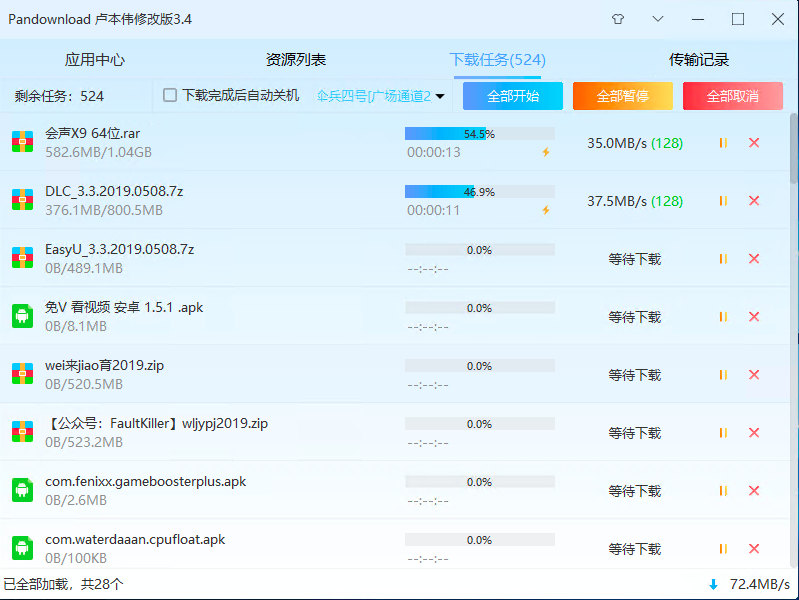 Pandownload 卢本伟修改版3.4
应用中心 资源列表 下载任务(524) 传输记录
剩余任务：524 下载完成后自动关机 伞兵四号[广场通道2 全部开始 全部暂停 全部取消
会声X9 64位.rar 54.5% 35.0MB/s (128)
582.6MB/1.04GB 00:00:13
DLC_3.3.2019.0508.7z 46.9% 37.5MB/s (128)
376.1MB/800.5MB 00:00:11
EasyU_3.3.2019.0508.7z 0.0% 等待下载
0B/489.1MB --:--:--
免V 看视频 安卓 1.5.1 .apk 0.0% 等待下载
0B/8.1MB --:--:--
wei来jiao育2019.zip 0.0% 等待下载
0B/520.5MB --:--:--
【公众号：FaultKiller】wljypj2019.zip 0.0% 等待下载
0B/523.2MB --:--:--
com.fenixx.gameboosterplus.apk 0.0% 等待下载
0B/2.6MB --:--:--
com.waterdaaan.cpufloat.apk 0.0% 等待下载
0B/100KB --:--:--
已全部加载，共28个 72.4MB/s